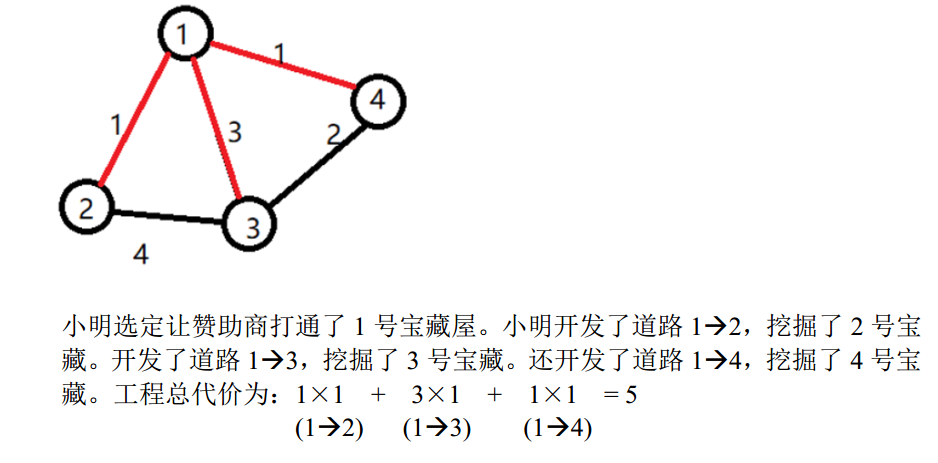 1
1
1
3
4
2
2
3
4
小明选定让赞助商打通了 1 号宝藏屋。小明开发了道路 1→2，挖掘了 2 号宝
藏。开发了道路 1→3，挖掘了 3 号宝藏。还开发了道路 1→4，挖掘了 4 号宝
藏。工程总代价为：1×1 + 3×1 + 1×1 = 5
(1→2) (1→3) (1→4)